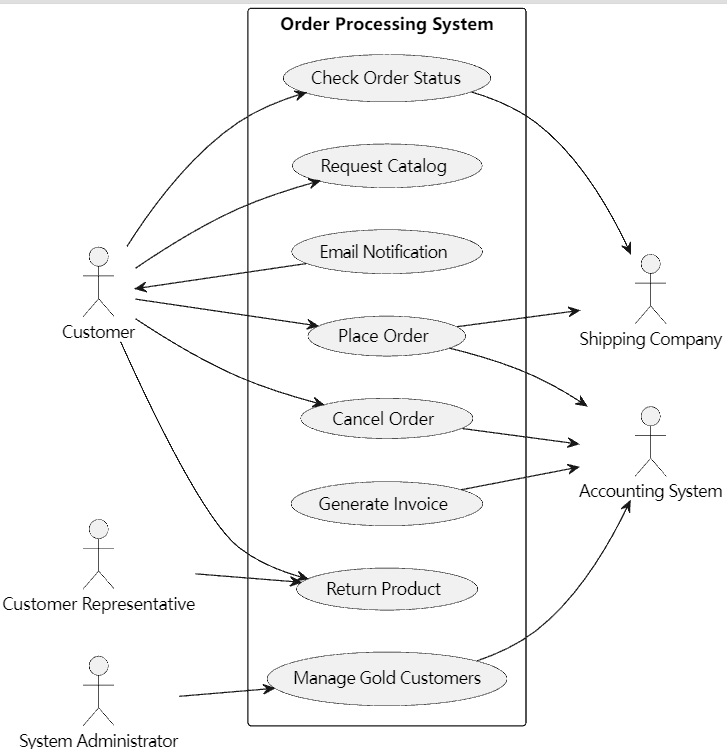 Order Processing System
Check Order Status
Request Catalog
Email Notification
Customer
Place Order
Shipping Company
Cancel Order
Accounting System
Generate Invoice
Return Product
Customer Representative
Manage Gold Customers
System Administrator